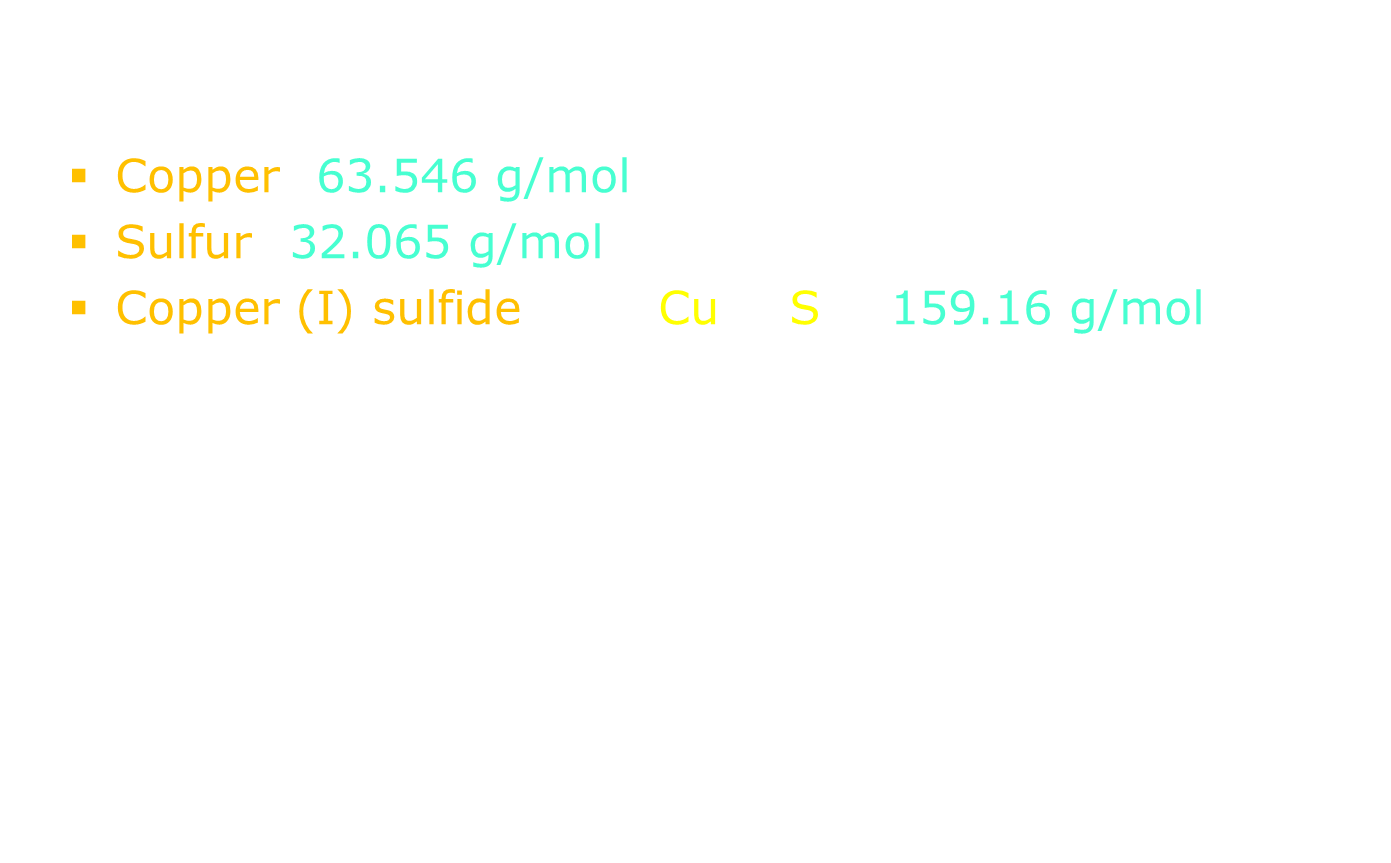 ▪ Copper 63.546 g/mol
▪ Sulfur 32.065 g/mol
▪ Copper (I) sulfide Cu S 159.16 g/mol